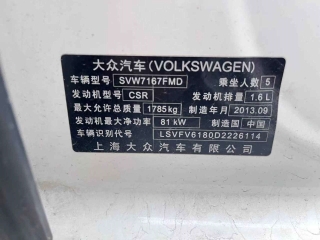 大众汽车(VOLKSWAGEN)
车辆型号 SVW7167FMD 乘坐人数 5
发动机型号 CSR 发动机排量 1.6 L
最大允许总质量 1785kg 制造年月 2013.09
发动机最大净功率 81 kW 制造国 中国
车辆识别代号 LSVFV6180D2226114
上海大众汽车有限公司